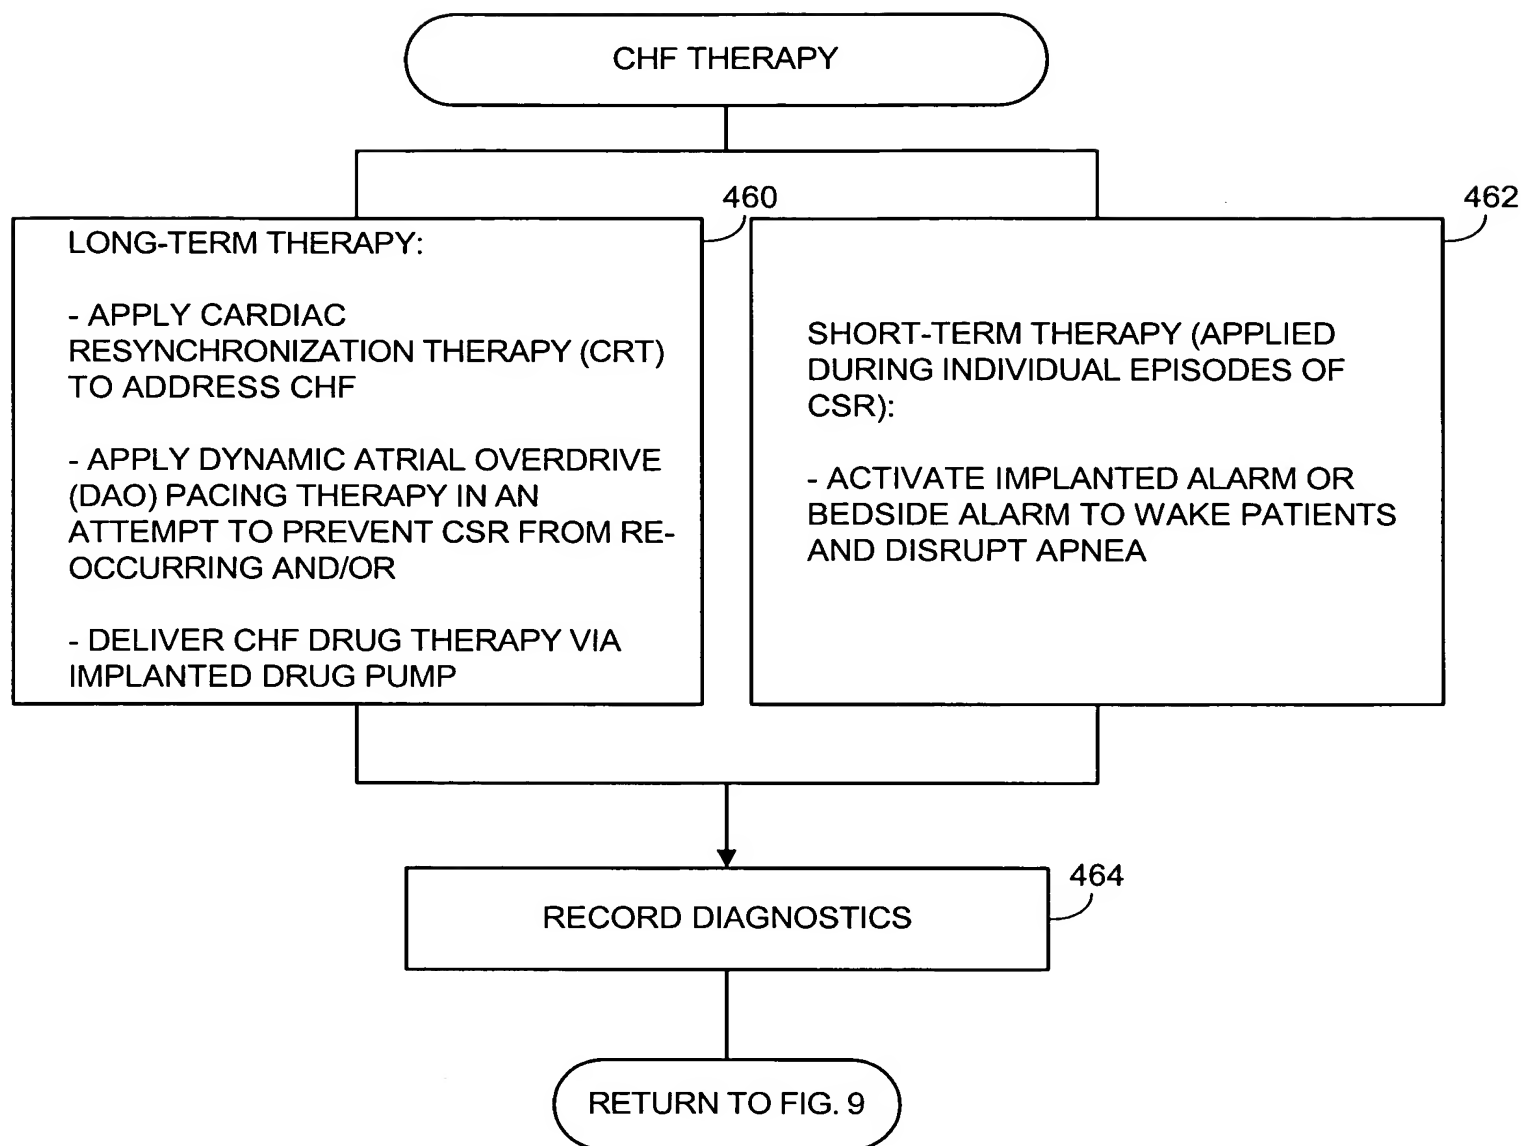 CHF THERAPY
460
LONG-TERM THERAPY:
- APPLY CARDIAC
RESYNCHRONIZATION THERAPY (CRT)
TO ADDRESS CHF
- APPLY DYNAMIC ATRIAL OVERDRIVE
(DAO) PACING THERAPY IN AN
ATTEMPT TO PREVENT CSR FROM RE-
OCCURRING AND/OR
- DELIVER CHF DRUG THERAPY VIA
IMPLANTED DRUG PUMP
462
SHORT-TERM THERAPY (APPLIED
DURING INDIVIDUAL EPISODES OF
CSR):
- ACTIVATE IMPLANTED ALARM OR
BEDSIDE ALARM TO WAKE PATIENTS
AND DISRUPT APNEA
464
RECORD DIAGNOSTICS
RETURN TO FIG. 9